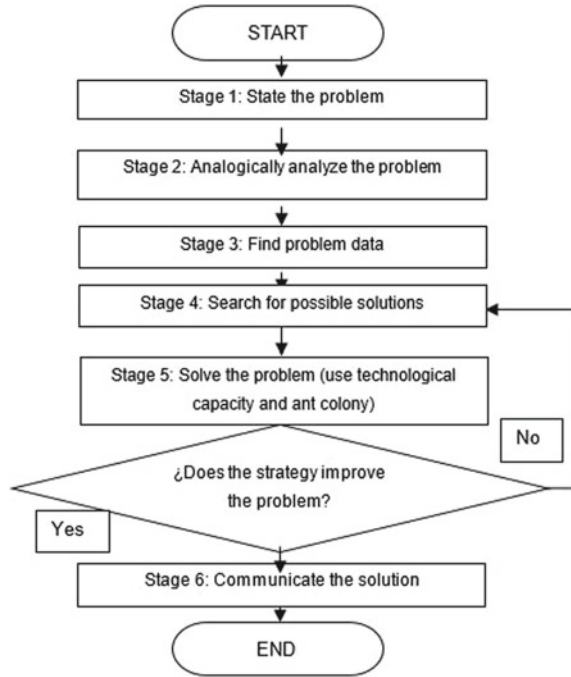 START
Stage 1: State the problem
Stage 2: Analogically analyze the problem
Stage 3: Find problem data
Stage 4: Search for possible solutions
Stage 5: Solve the problem (use technological
capacity and ant colony)
No
¿Does the strategy improve
the problem?
Yes
Stage 6: Communicate the solution
END